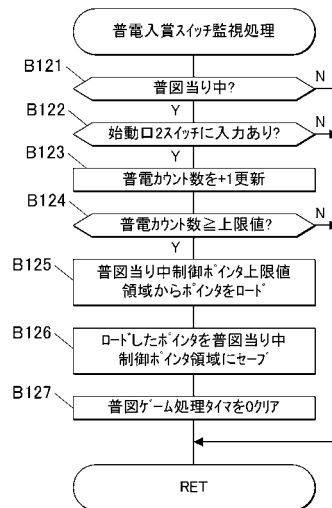 普電入賞スイッチ監視処理
B121
普図当り中?
N
Y
B122
始動口2スイッチに入力あり?
N
Y
B123
普電カウント数を+1更新
B124
普電カウント数≧上限値?
N
Y
B125
普図当り中制御ポインタ上限値
領域からポインタをロード
B126
ロードしたポインタを普図当り中
制御ポインタ領域にセーブ
B127
普図ゲーム処理タイマを0クリア
RET